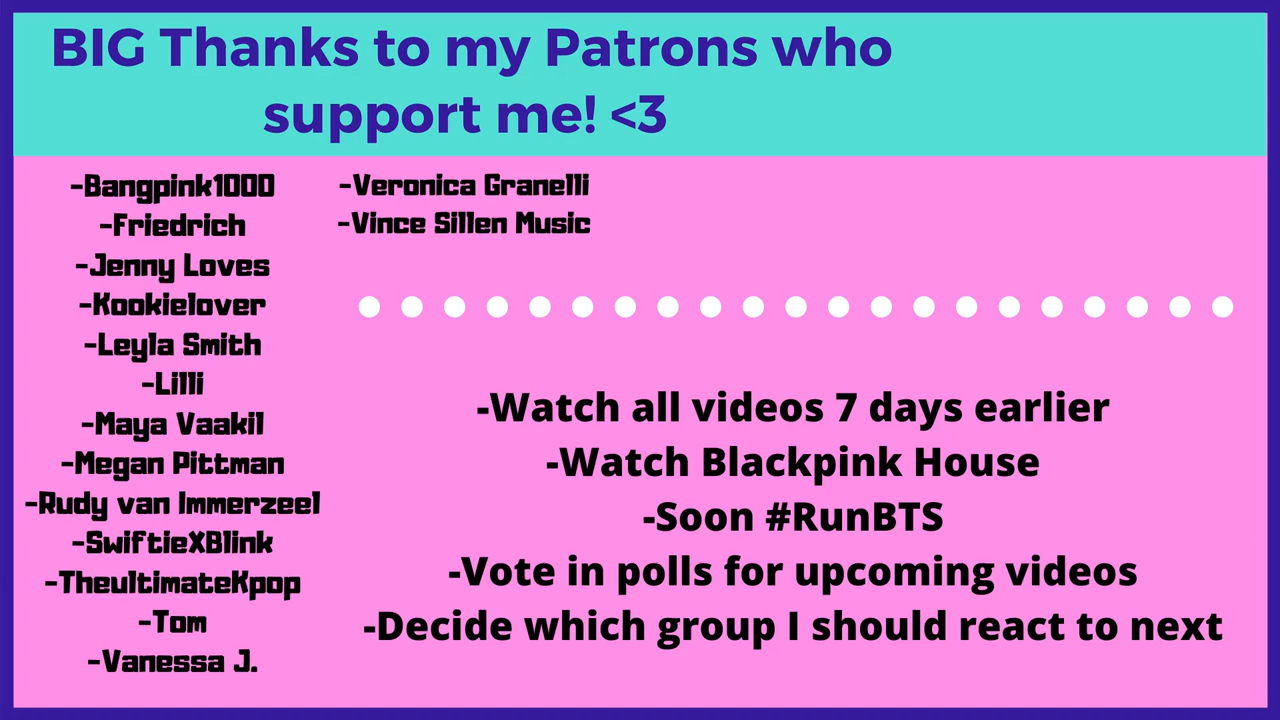 BIG Thanks to my Patrons who
support me! <3
-Bangpink1000
-Friedrich
-Jenny Loves
-Kookielover
-Leyla Smith
-Lilli
-Maya Vaakil
-Megan Pittman
-Rudy van Immerzeel
-SwiftieXBlink
-TheultimateKpop
-Tom
-Vanessa J.
-Veronica Granelli
-Vince Sillen Music
-Watch all videos 7 days earlier
-Watch Blackpink House
-Soon #RunBTS
-Vote in polls for upcoming videos
-Decide which group I should react to next